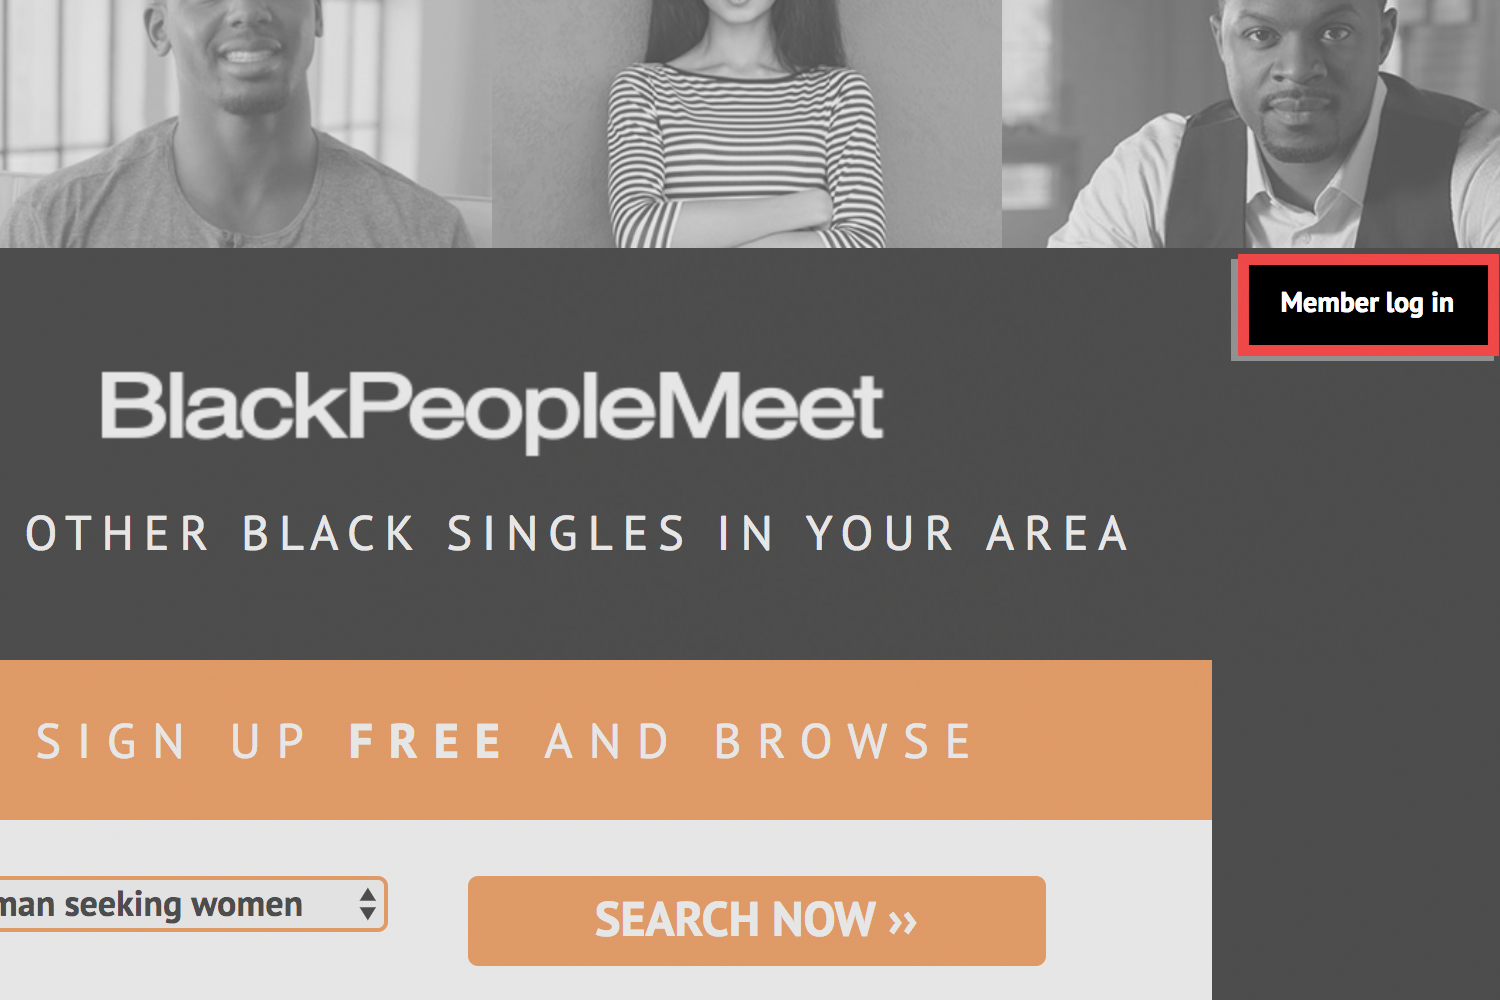 Member log in
BlackPeopleMeet
OTHER BLACK SINGLES IN YOUR AREA
SIGN UP FREE AND BROWSE
man seeking women
SEARCH NOW ››